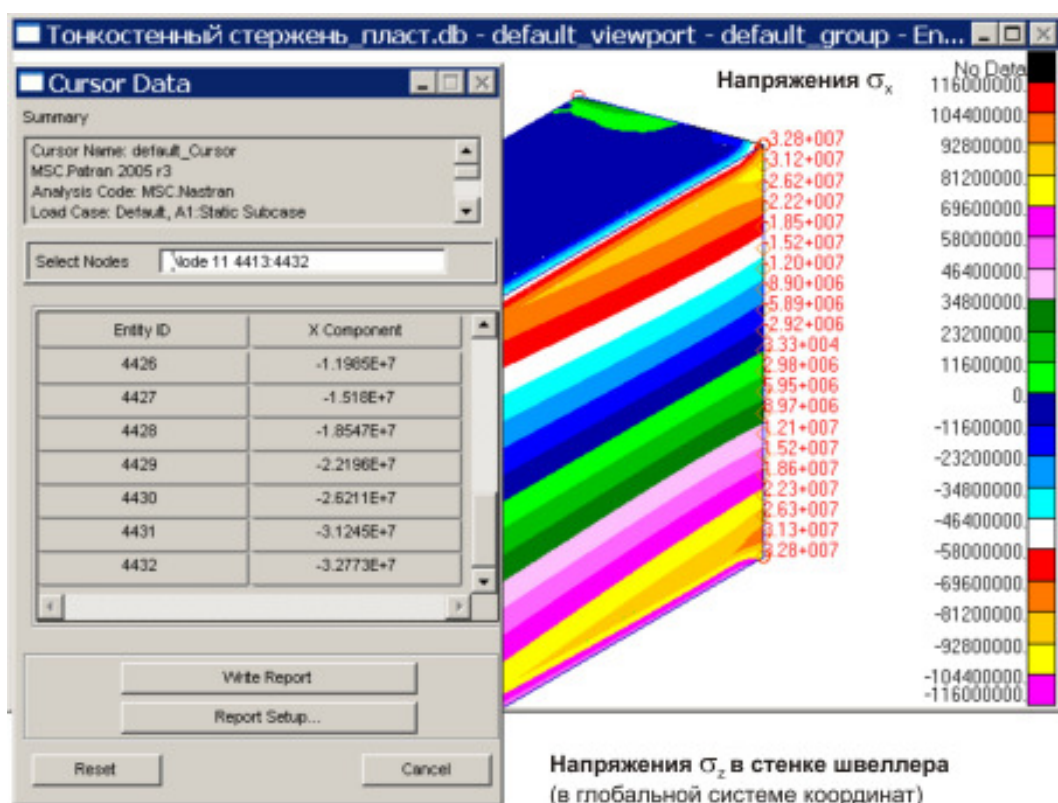 Тонкостенный стержень_пласт.db - default_viewport - default_group - En...
Cursor Data
Summary
Cursor Name: default_Cursor
MSC.Patran 2005 r3
Analysis Code: MSC.Nastran
Load Case: Default, A1:Static Subcase
Select Nodes
Node 11 4413:4432
Entity ID X Component
4426 -1.1985E+7
4427 -1.518E+7
4428 -1.8547E+7
4429 -2.2196E+7
4430 -2.6211E+7
4431 -3.1245E+7
4432 -3.2773E+7
Write Report
Report Setup...
Reset Cancel
Напряжения σx
-3.28+007
-3.12+007
-2.62+007
-2.22+007
-1.85+007
-1.52+007
-1.20+007
-8.90+006
-5.89+006
-2.92+006
3.33+004
2.98+006
5.95+006
8.97+006
1.21+007
1.52+007
1.86+007
2.23+007
2.63+007
3.13+007
3.28+007
No Data
116000000.
104400000.
92800000.
81200000.
69600000.
58000000.
46400000.
34800000.
23200000.
11600000.
0.
-11600000.
-23200000.
-34800000.
-46400000.
-58000000.
-69600000.
-81200000.
-92800000.
-104400000.
-116000000.
Напряжения σz в стенке швеллера
(в глобальной системе координат)